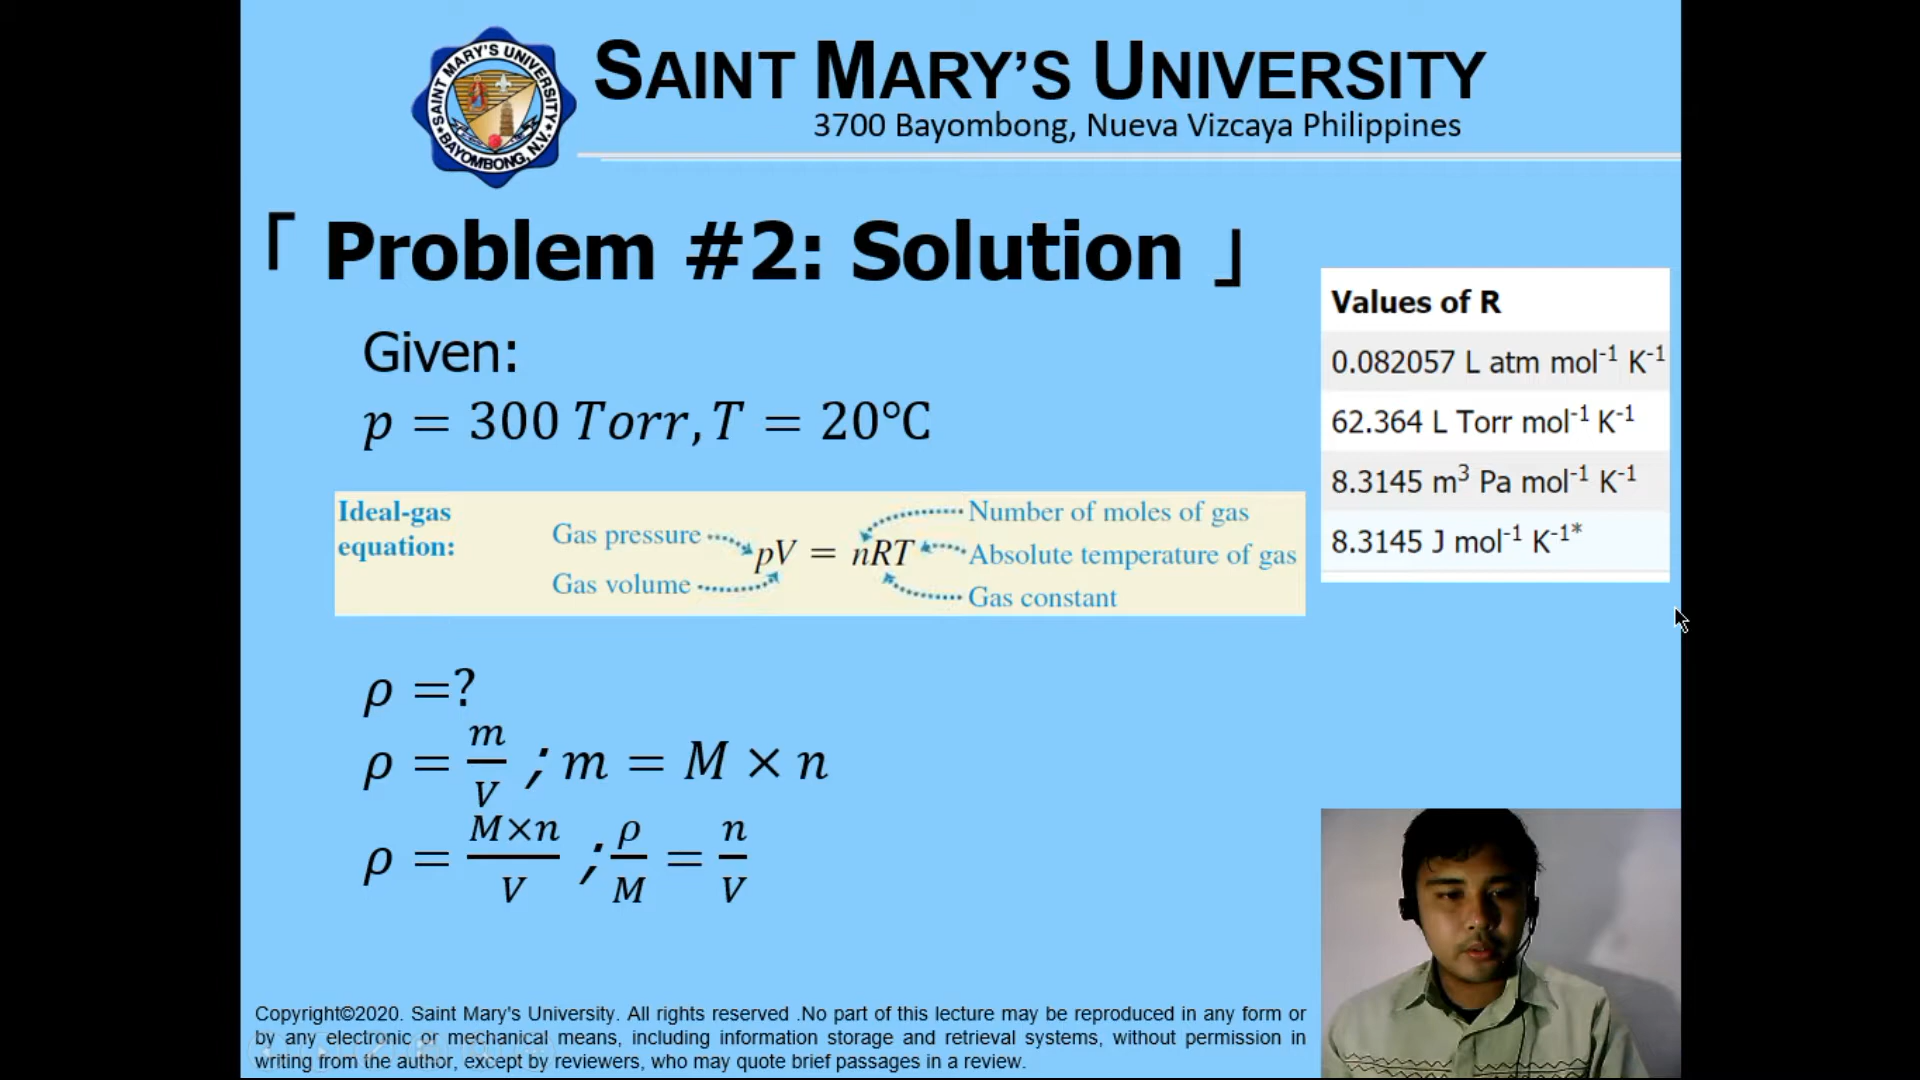 SAINT MARY'S UNIVERSITY • BAYOMBONG, N.V. •
SAINT MARY’S UNIVERSITY
3700 Bayombong, Nueva Vizcaya Philippines
「 Problem #2: Solution 」
Given:
p = 300 Torr, T = 20°C
Values of R
0.082057 L atm mol⁻¹ K⁻¹
62.364 L Torr mol⁻¹ K⁻¹
8.3145 m³ Pa mol⁻¹ K⁻¹
8.3145 J mol⁻¹ K⁻¹*
Ideal-gas
equation:
Gas pressure
Gas volume
pV = nRT
Number of moles of gas
Absolute temperature of gas
Gas constant
ρ =?
ρ = m/V ; m = M × n
ρ = M×n/V ; ρ/M = n/V
Copyright©2020. Saint Mary's University. All rights reserved .No part of this lecture may be reproduced in any form or
by any electronic or mechanical means, including information storage and retrieval systems, without permission in
writing from the author, except by reviewers, who may quote brief passages in a review.